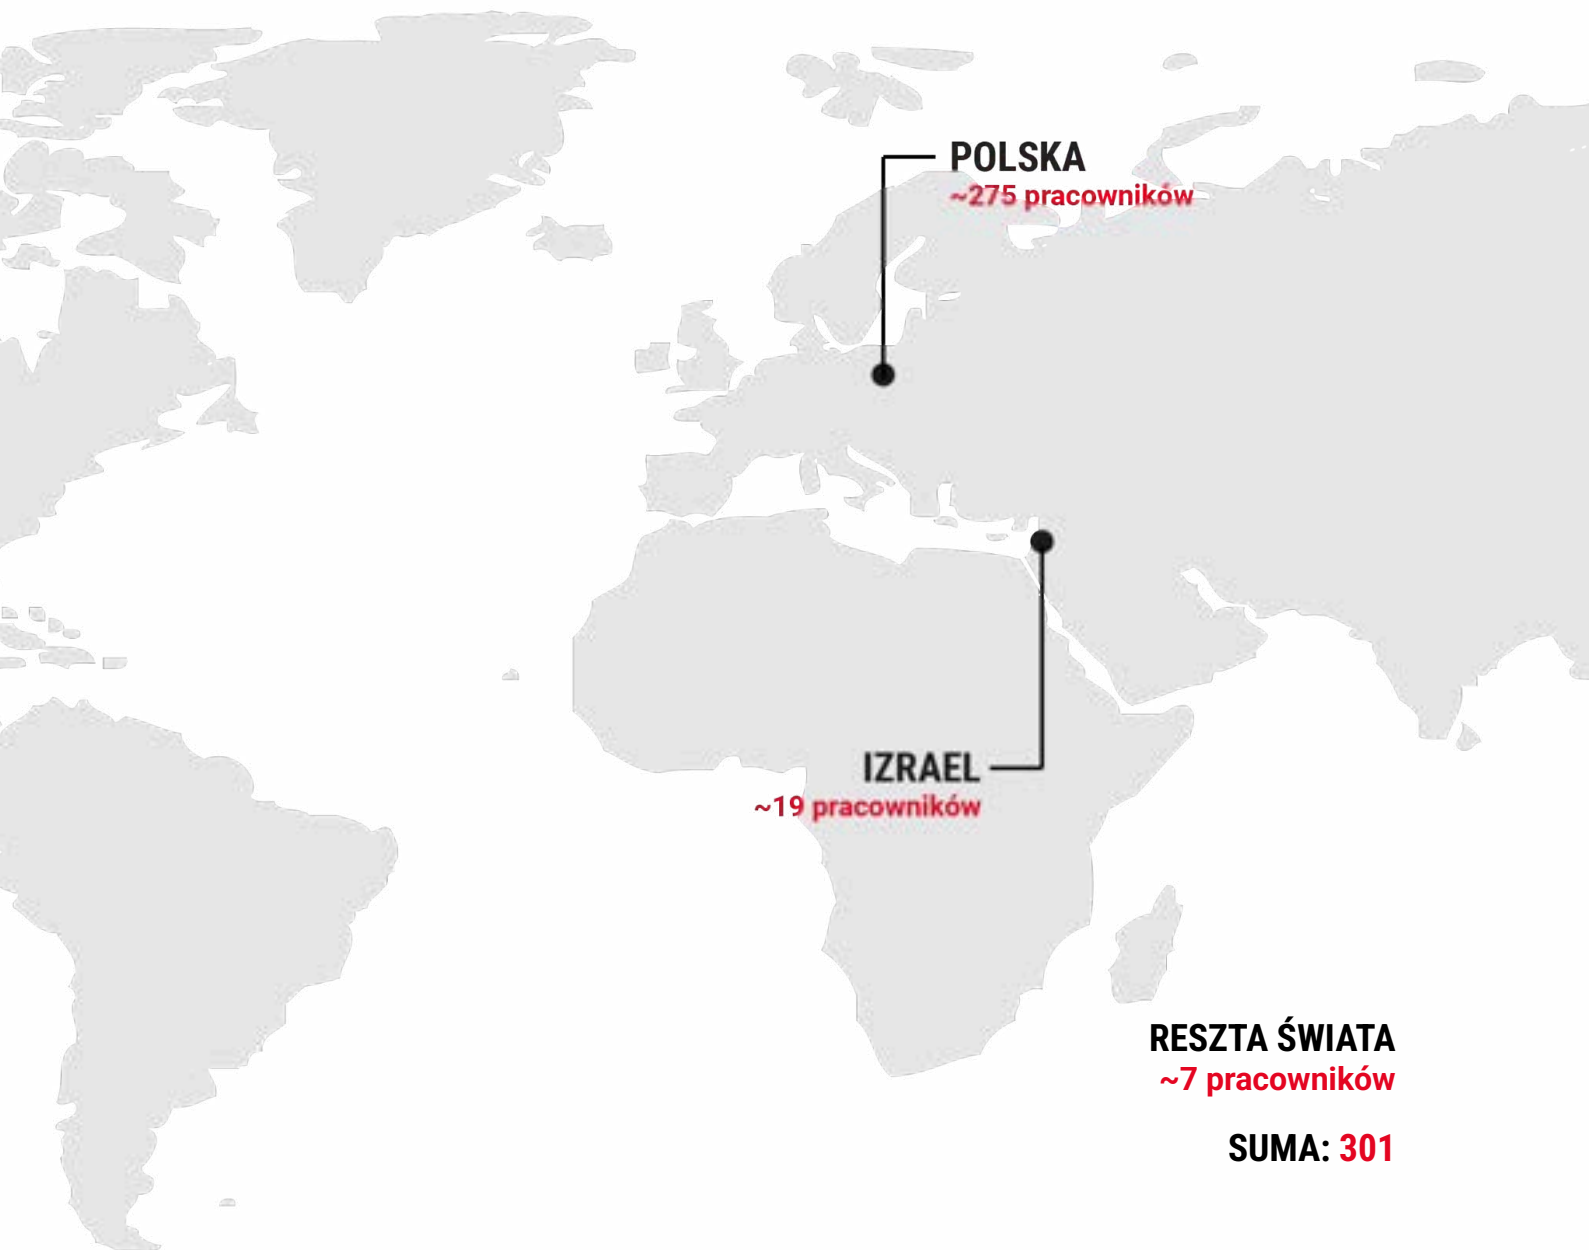 POLSKA
~275 pracowników
IZRAEL
~19 pracowników
RESZTA ŚWIATA
~7 pracowników
SUMA: 301